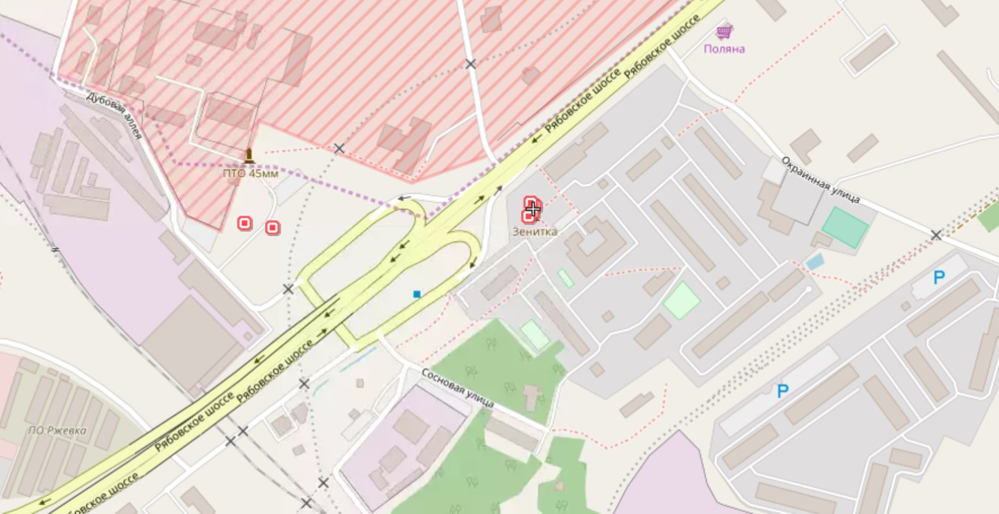 Рябовское шоссе
Поляна
Рябовское шоссе
Дубовая аллея
ПТО 45мм
Окраинная улица
Зенитка
P
Рябовское шоссе
Сосновая улица
P
Рябовское шоссе
ПО Ржевка
бовское шоссе